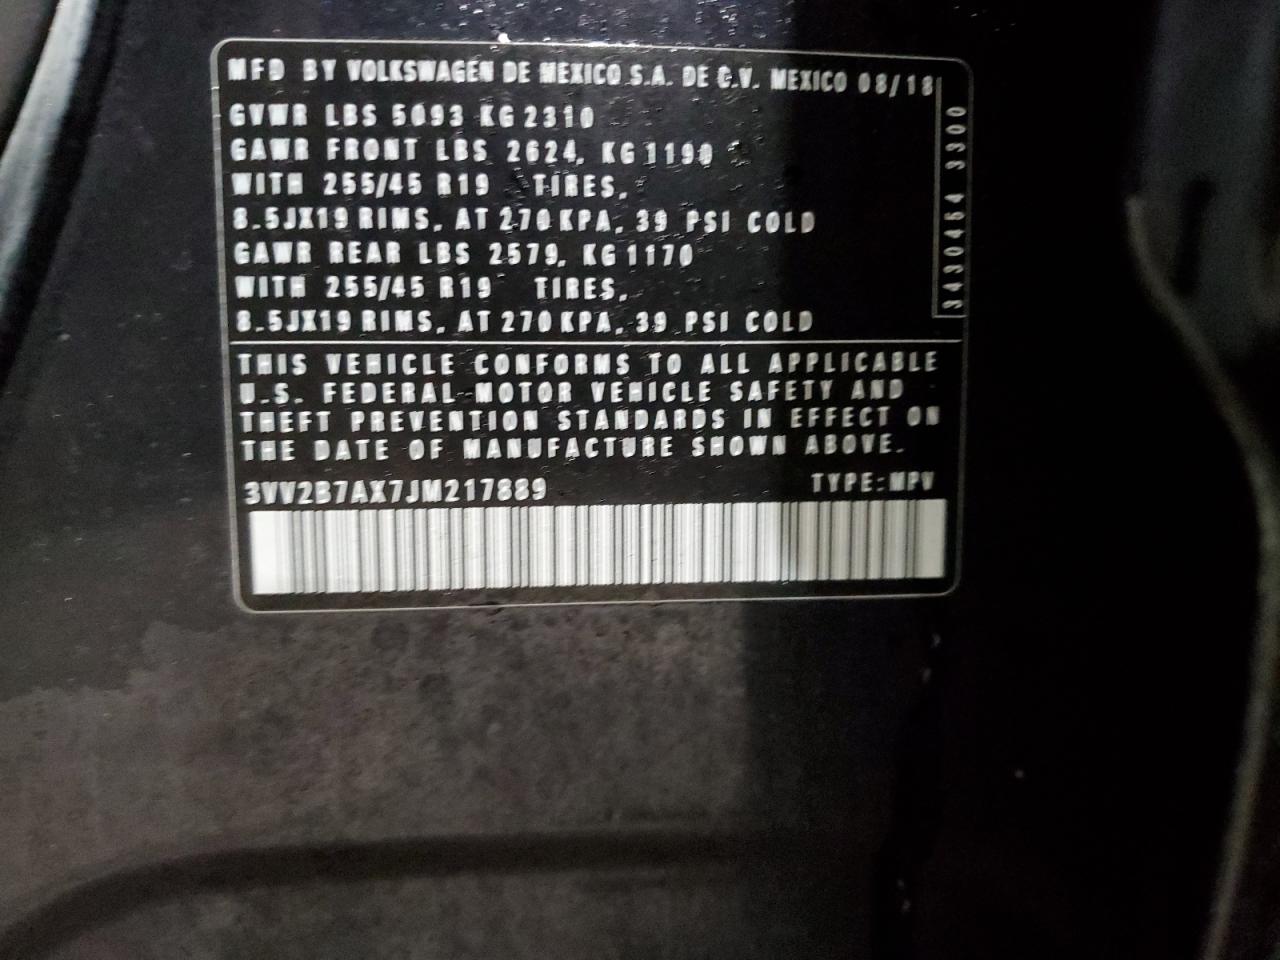 MFD BY VOLKSWAGEN DE MEXICO S.A. DE C.V. MEXICO 08/18
GVWR LBS 5093 KG 2310
GAWR FRONT LBS 2624, KG 1190
WITH 255/45 R19 TIRES,
8.5JX19 RIMS, AT 270 KPA, 39 PSI COLD
GAWR REAR LBS 2579, KG 1170
WITH 255/45 R19 TIRES,
8.5JX19 RIMS, AT 270 KPA, 39 PSI COLD
3430454 3300
THIS VEHICLE CONFORMS TO ALL APPLICABLE
U.S. FEDERAL MOTOR VEHICLE SAFETY AND
THEFT PREVENTION STANDARDS IN EFFECT ON
THE DATE OF MANUFACTURE SHOWN ABOVE.
3VV2B7AX7JM217889 TYPE: MPV